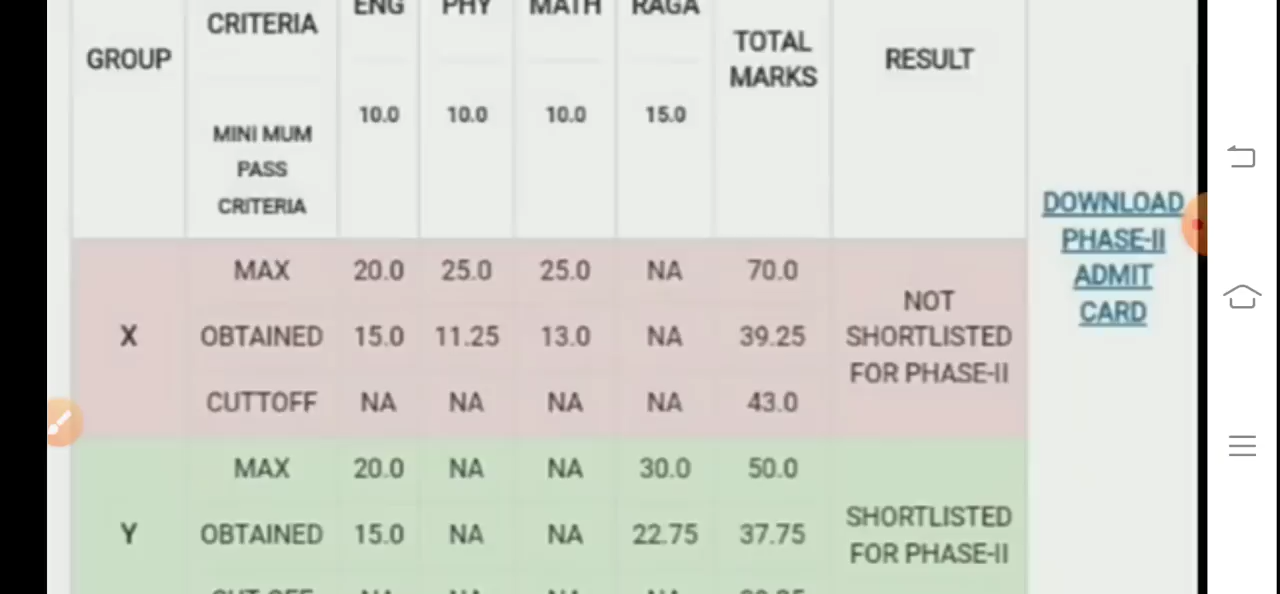 GROUP
CRITERIA
MINI MUM
PASS
CRITERIA
ENG
10.0
PHY
10.0
MATH
10.0
RAGA
15.0
TOTAL
MARKS
RESULT
DOWNLOAD
PHASE-II
ADMIT
CARD
X
MAX 20.0 25.0 25.0 NA 70.0
OBTAINED 15.0 11.25 13.0 NA 39.25
CUTTOFF NA NA NA NA 43.0
NOT
SHORTLISTED
FOR PHASE-II
Y
MAX 20.0 NA NA 30.0 50.0
OBTAINED 15.0 NA NA 22.75 37.75
SHORTLISTED
FOR PHASE-II